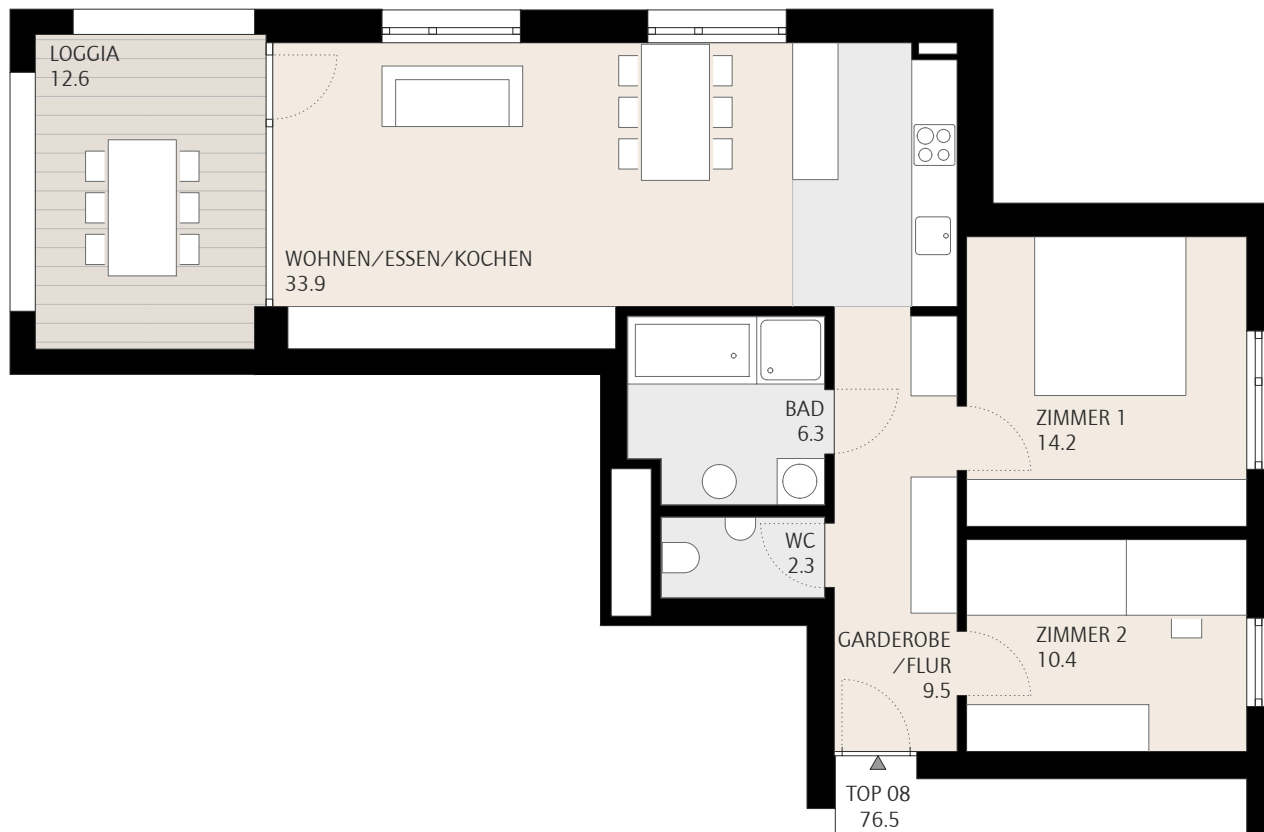 LOGGIA
12.6
WOHNEN/ESSEN/KOCHEN
33.9
BAD
6.3
ZIMMER 1
14.2
WC
2.3
GARDEROBE
/FLUR
9.5
ZIMMER 2
10.4
TOP 08
76.5